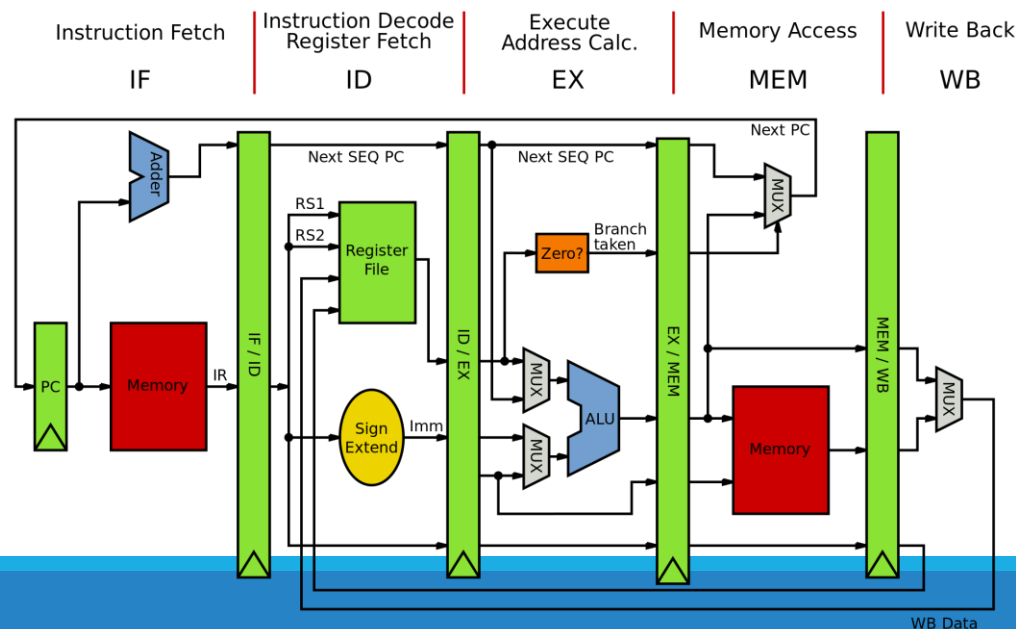 Instruction Fetch
IF
Instruction Decode
Register Fetch
ID
Execute
Address Calc.
EX
Memory Access
MEM
Write Back
WB
Next PC
Adder
Next SEQ PC
Next SEQ PC
MUX
RS1
RS2
Register
File
Zero?
Branch
taken
IF / ID
ID / EX
EX / MEM
MEM / WB
PC
Memory
IR
MUX
ALU
MUX
Sign
Extend
Imm
MUX
Memory
WB Data